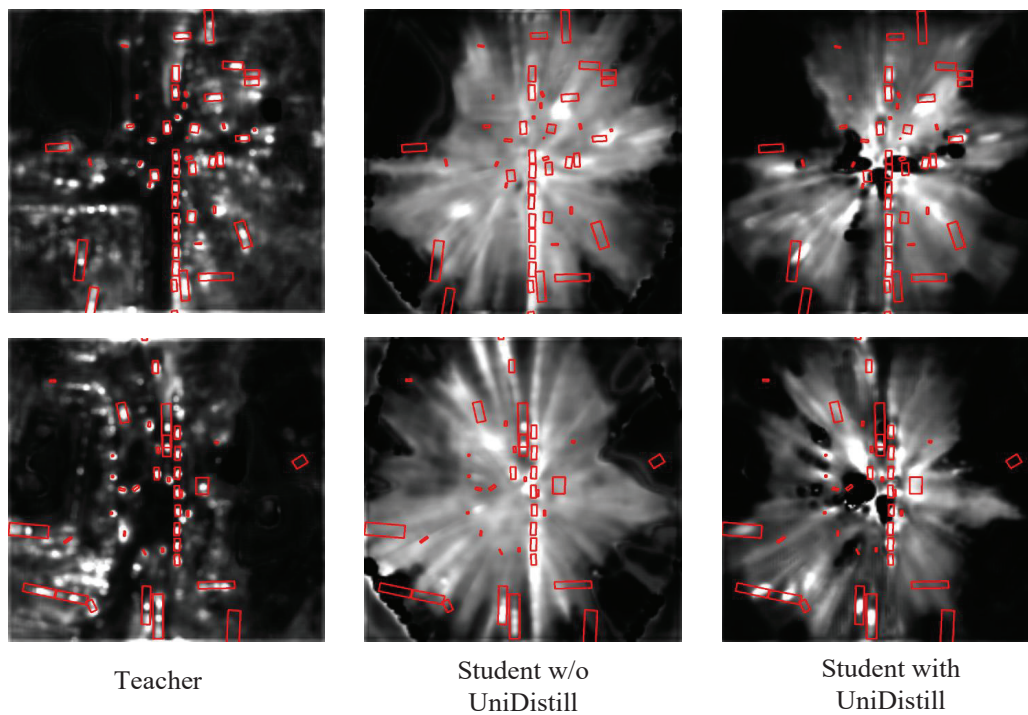 Teacher
Student w/o
UniDistill
Student with
UniDistill